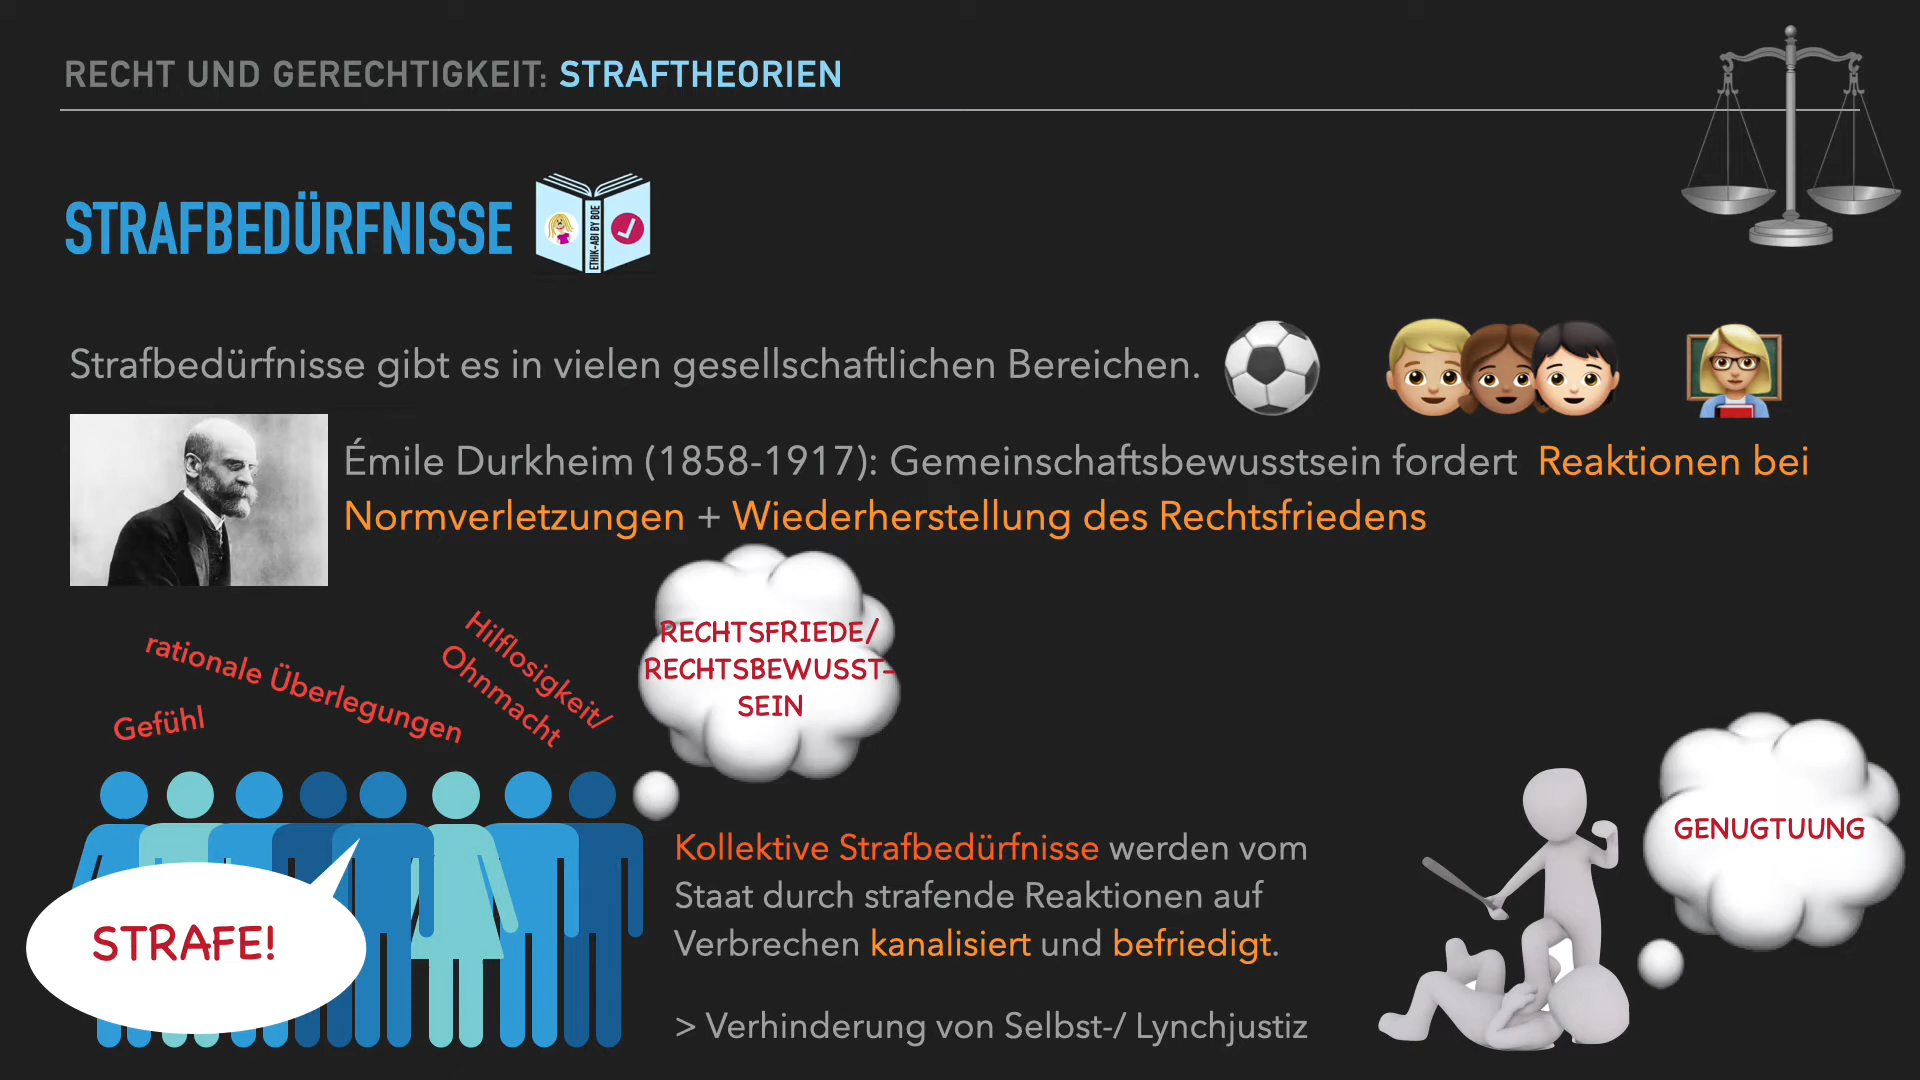 RECHT UND GERECHTIGKEIT: STRAFTHEORIEN
STRAFBEDÜRFNISSE
ETHIK-ABI BY BOE
Strafbedürfnisse gibt es in vielen gesellschaftlichen Bereichen.
Émile Durkheim (1858-1917): Gemeinschaftsbewusstsein fordert Reaktionen bei
Normverletzungen + Wiederherstellung des Rechtsfriedens
Gefühl
rationale Überlegungen
Hilflosigkeit/
Ohnmacht
RECHTSFRIEDE/
RECHTSBEWUSST-
SEIN
STRAFE!
Kollektive Strafbedürfnisse werden vom
Staat durch strafende Reaktionen auf
Verbrechen kanalisiert und befriedigt.
> Verhinderung von Selbst-/ Lynchjustiz
GENUGTUUNG